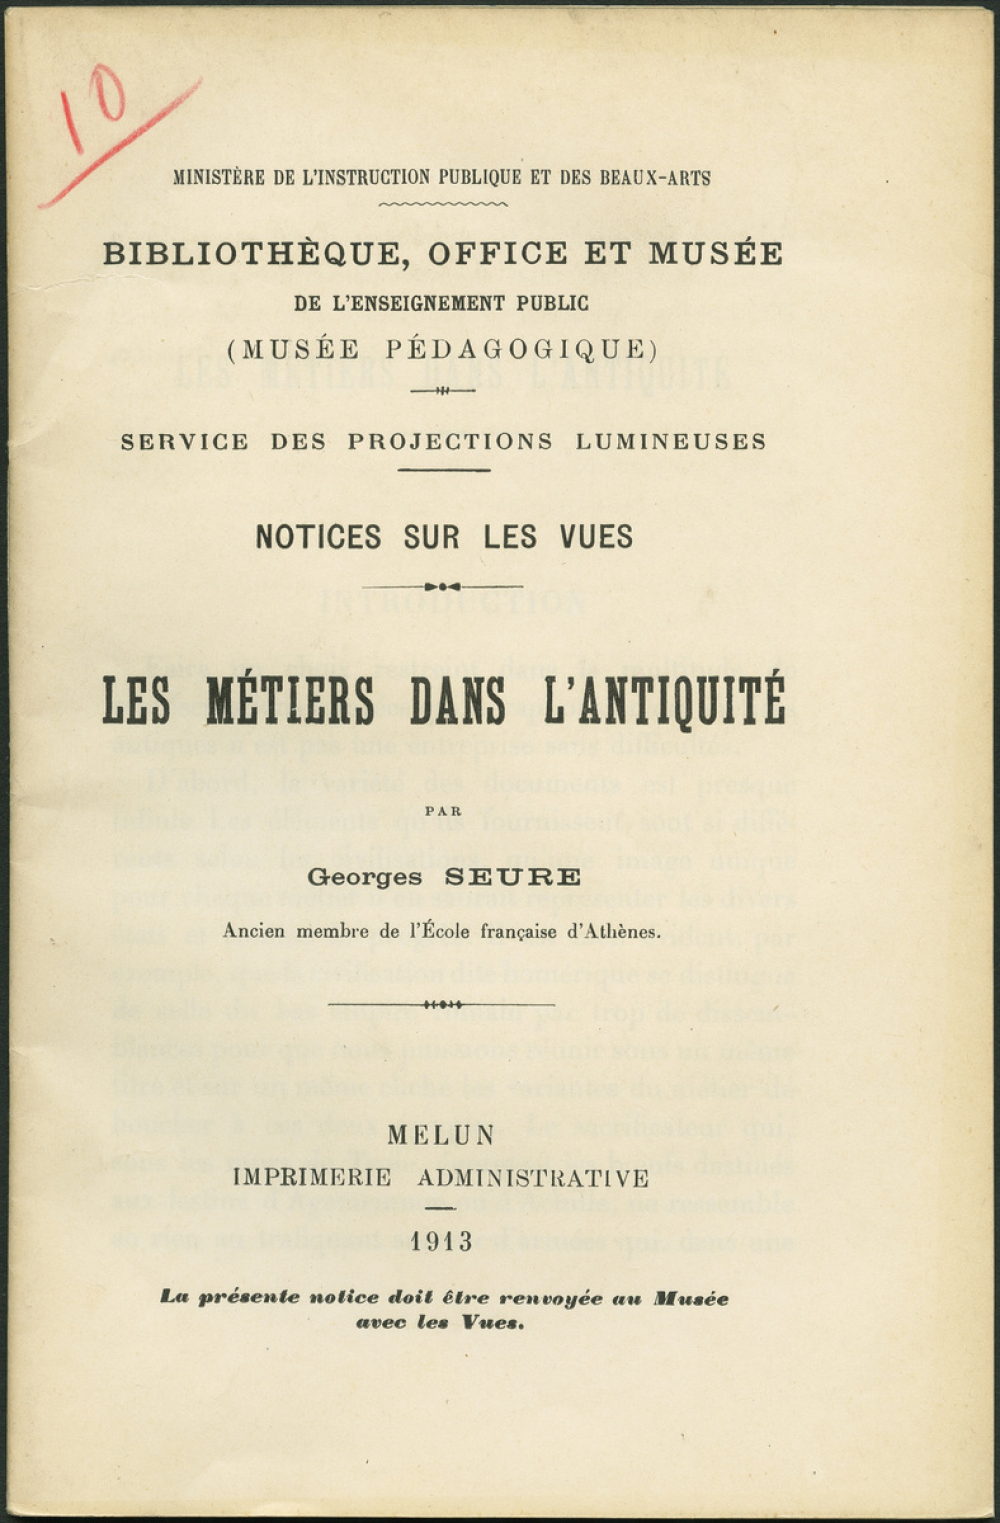 10
MINISTÈRE DE L'INSTRUCTION PUBLIQUE ET DES BEAUX-ARTS
BIBLIOTHÈQUE, OFFICE ET MUSÉE
DE L'ENSEIGNEMENT PUBLIC
(MUSÉE PÉDAGOGIQUE)
SERVICE DES PROJECTIONS LUMINEUSES
NOTICES SUR LES VUES
LES MÉTIERS DANS L'ANTIQUITÉ
PAR
Georges SEURE
Ancien membre de l'École française d'Athènes.
MELUN
IMPRIMERIE ADMINISTRATIVE
1913
La présente notice doit être renvoyée au Musée
avec les Vues.